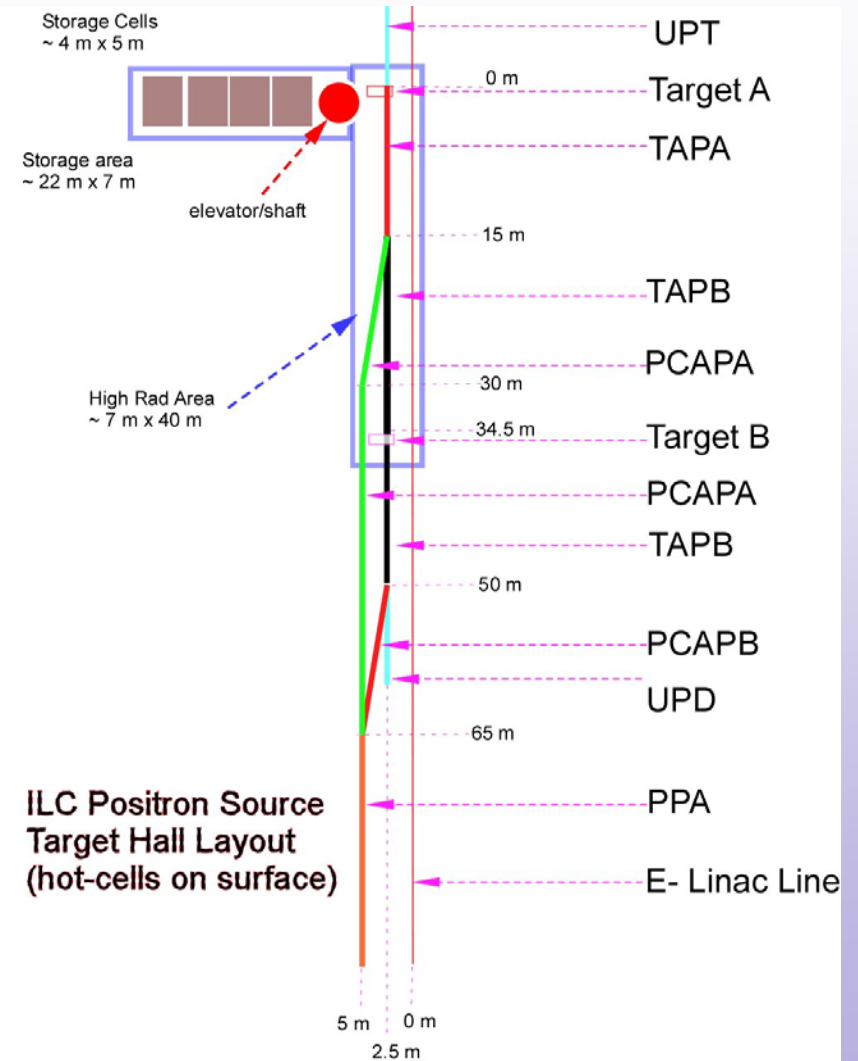 Storage Cells
~ 4 m x 5 m
UPT
0 m
Target A
TAPA
Storage area
~ 22 m x 7 m
elevator/shaft
15 m
TAPB
PCAPA
30 m
High Rad Area
~ 7 m x 40 m
34.5 m
Target B
PCAPA
TAPB
50 m
PCAPB
UPD
65 m
PPA
ILC Positron Source
Target Hall Layout
(hot-cells on surface)
E- Linac Line
5 m
0 m
2.5 m